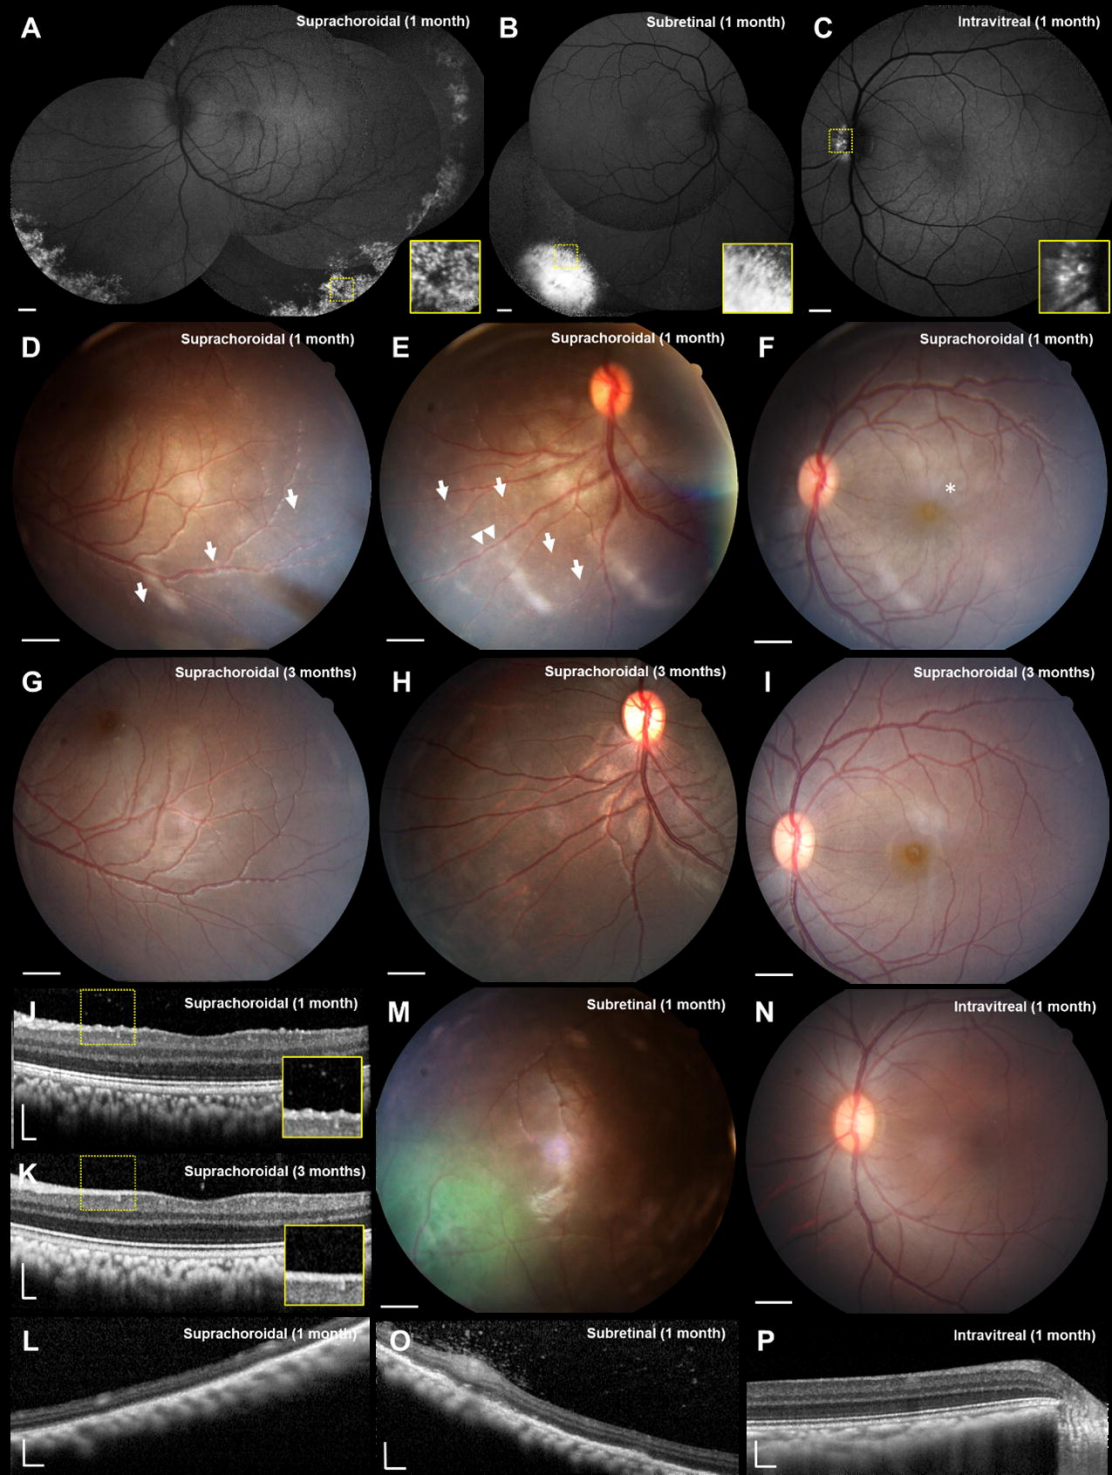 A
Suprachoroidal (1 month)
B
Subretinal (1 month)
C
Intravitreal (1 month)
D
Suprachoroidal (1 month)
E
Suprachoroidal (1 month)
F
Suprachoroidal (1 month)
*
G
Suprachoroidal (3 months)
H
Suprachoroidal (3 months)
I
Suprachoroidal (3 months)
J
Suprachoroidal (1 month)
K
Suprachoroidal (3 months)
L
Suprachoroidal (1 month)
M
Subretinal (1 month)
N
Intravitreal (1 month)
O
Subretinal (1 month)
P
Intravitreal (1 month)